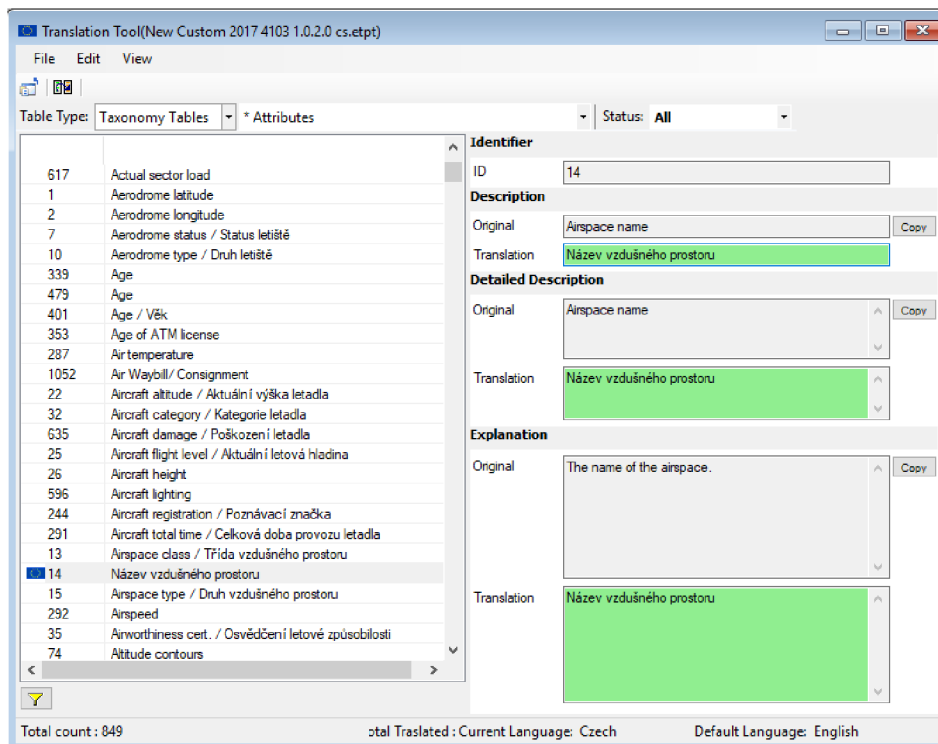 Translation Tool(New Custom 2017 4103 1.0.2.0 cs.etpt)
File Edit View
Table Type: Taxonomy Tables * Attributes Status: All
617 Actual sector load
1 Aerodrome latitude
2 Aerodrome longitude
7 Aerodrome status / Status letiště
10 Aerodrome type / Druh letiště
339 Age
479 Age
401 Age / Věk
353 Age of ATM license
287 Air temperature
1052 Air Waybill/ Consignment
22 Aircraft altitude / Aktuální výška letadla
32 Aircraft category / Kategorie letadla
635 Aircraft damage / Poškození letadla
25 Aircraft flight level / Aktuální letová hladina
26 Aircraft height
596 Aircraft lighting
244 Aircraft registration / Poznávací značka
291 Aircraft total time / Celková doba provozu letadla
13 Airspace class / Třída vzdušného prostoru
14 Název vzdušného prostoru
15 Airspace type / Druh vzdušného prostoru
292 Airspeed
35 Airworthiness cert. / Osvědčení letové způsobilosti
74 Altitude contours
Identifier
ID 14
Description
Original Airspace name Copy
Translation Název vzdušného prostoru
Detailed Description
Original Airspace name Copy
Translation Název vzdušného prostoru
Explanation
Original The name of the airspace. Copy
Translation Název vzdušného prostoru
Total count : 849 otal Traslated : Current Language: Czech Default Language: English